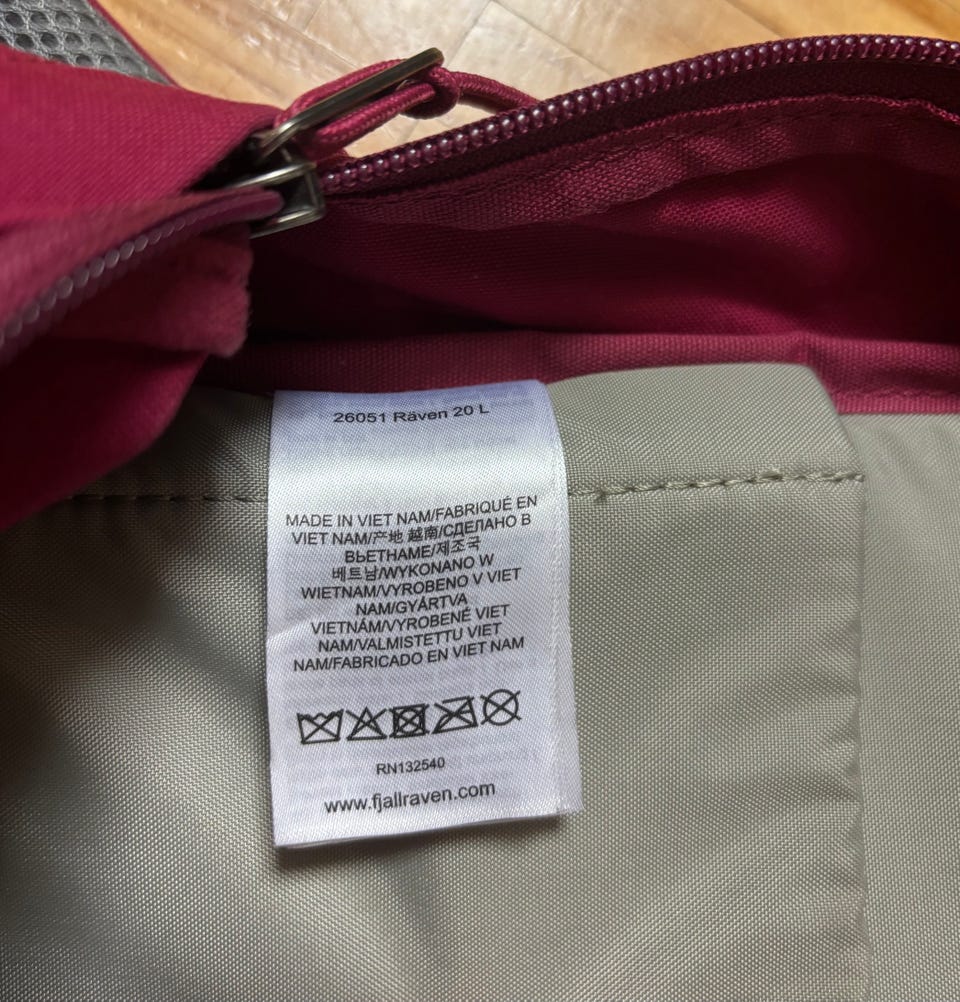 26051 Räven 20 L
MADE IN VIET NAM/FABRIQUÉ EN
VIET NAM/产地 越南/СДЕЛАНО В
ВЬЕТНАМЕ/제조국
베트남/WYKONANO W
WIETNAM/VYROBENO V VIET
NAM/GYÁRTVA
VIETNÁM/VYROBENÉ VIET
NAM/VALMISTETTU VIET
NAM/FABRICADO EN VIET NAM
RN132540
www.fjallraven.com